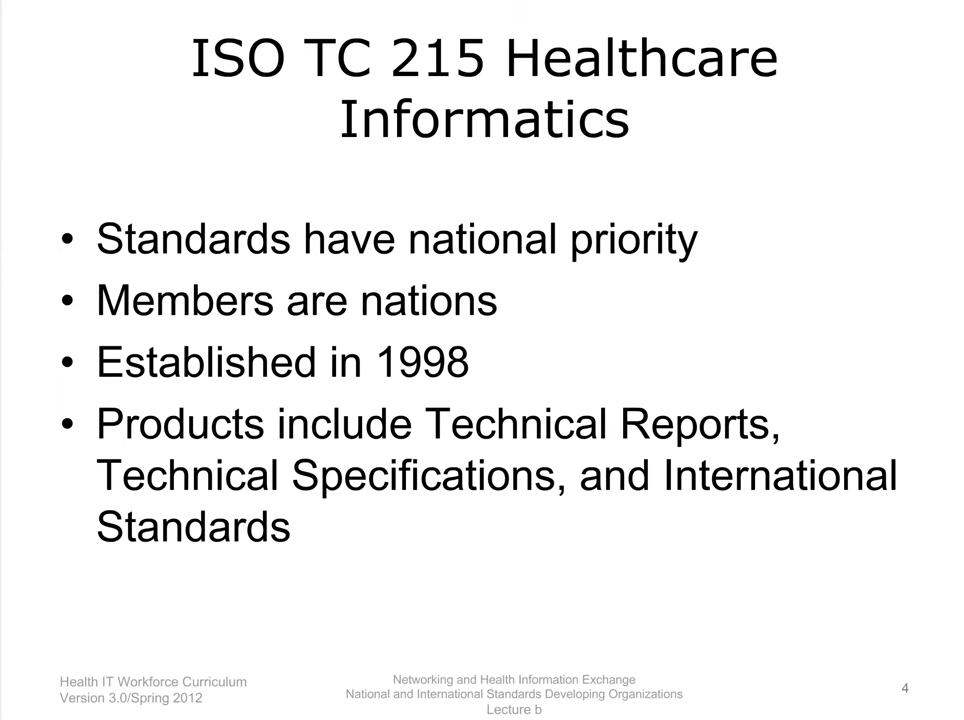 ISO TC 215 Healthcare
Informatics
• Standards have national priority
• Members are nations
• Established in 1998
• Products include Technical Reports,
Technical Specifications, and International
Standards
Health IT Workforce Curriculum
Version 3.0/Spring 2012
Networking and Health Information Exchange
National and International Standards Developing Organizations
Lecture b
4